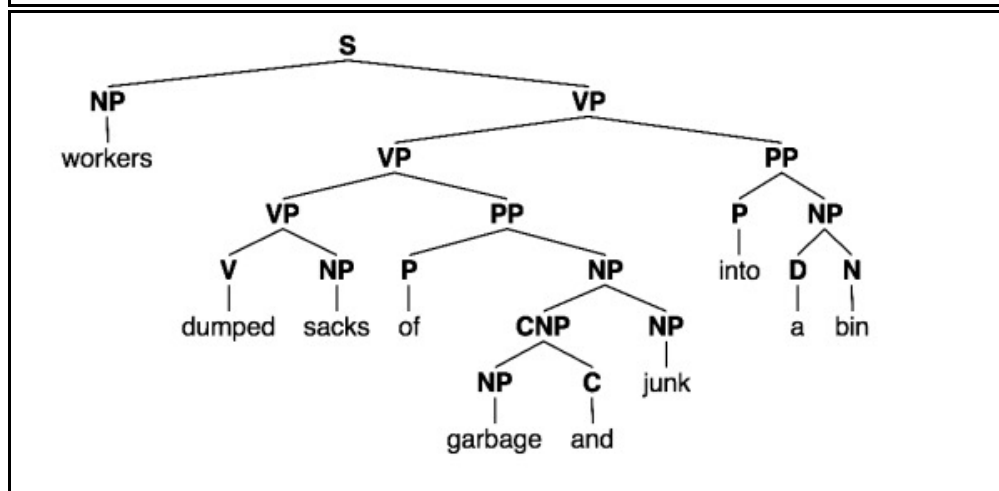 S
NP VP
workers VP PP
VP PP P NP
V NP P NP into D N
dumped sacks of CNP NP a bin
NP C junk
garbage and